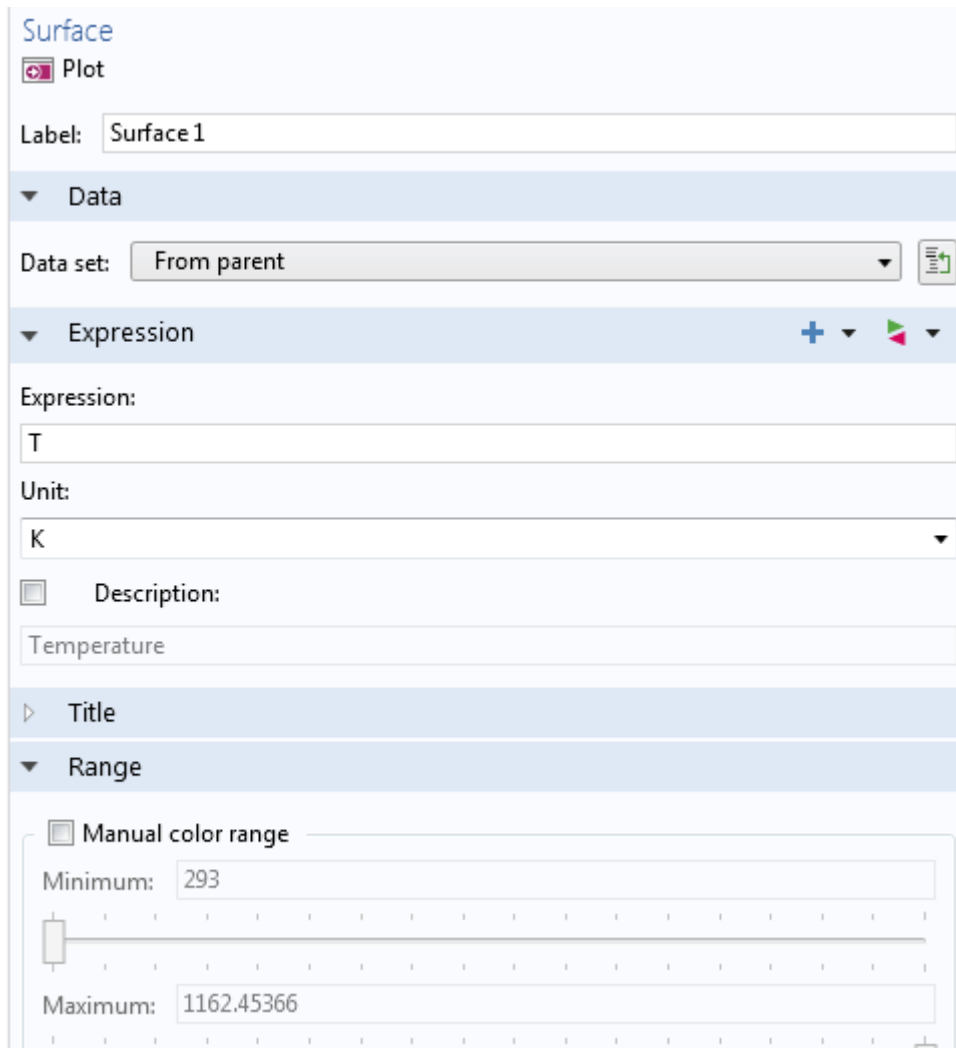 Surface
Plot
Label: Surface 1
Data
Data set: From parent
Expression
Expression:
T
Unit:
K
Description:
Temperature
Title
Range
Manual color range
Minimum: 293
Maximum: 1162.45366